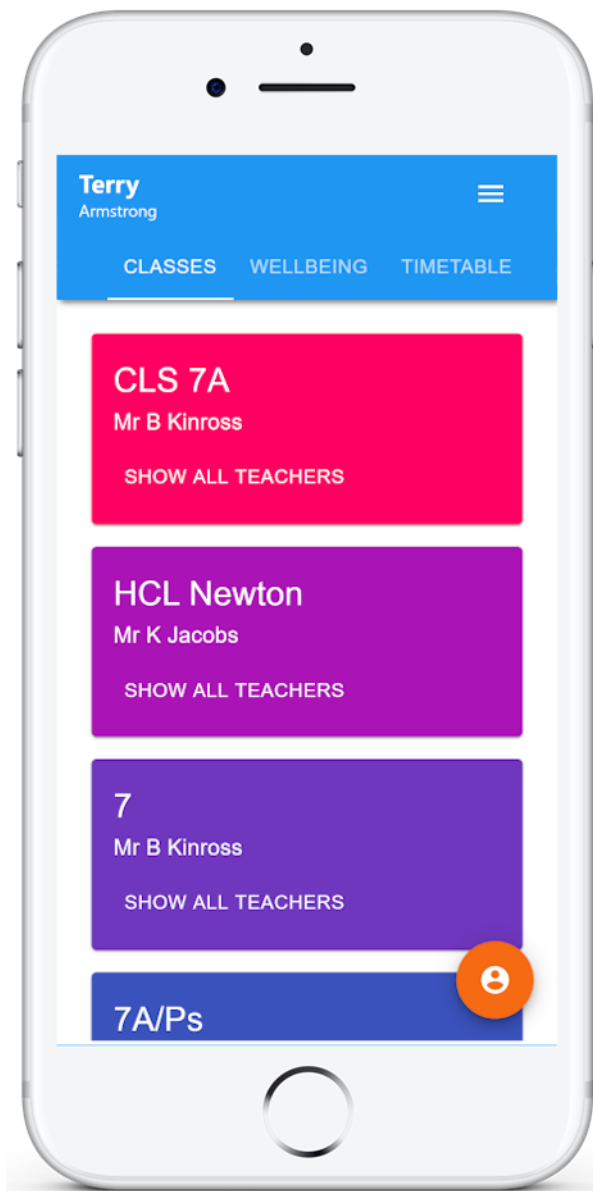 Terry
Armstrong
CLASSES WELLBEING TIMETABLE
CLS 7A
Mr B Kinross
SHOW ALL TEACHERS
HCL Newton
Mr K Jacobs
SHOW ALL TEACHERS
7
Mr B Kinross
SHOW ALL TEACHERS
7A/Ps